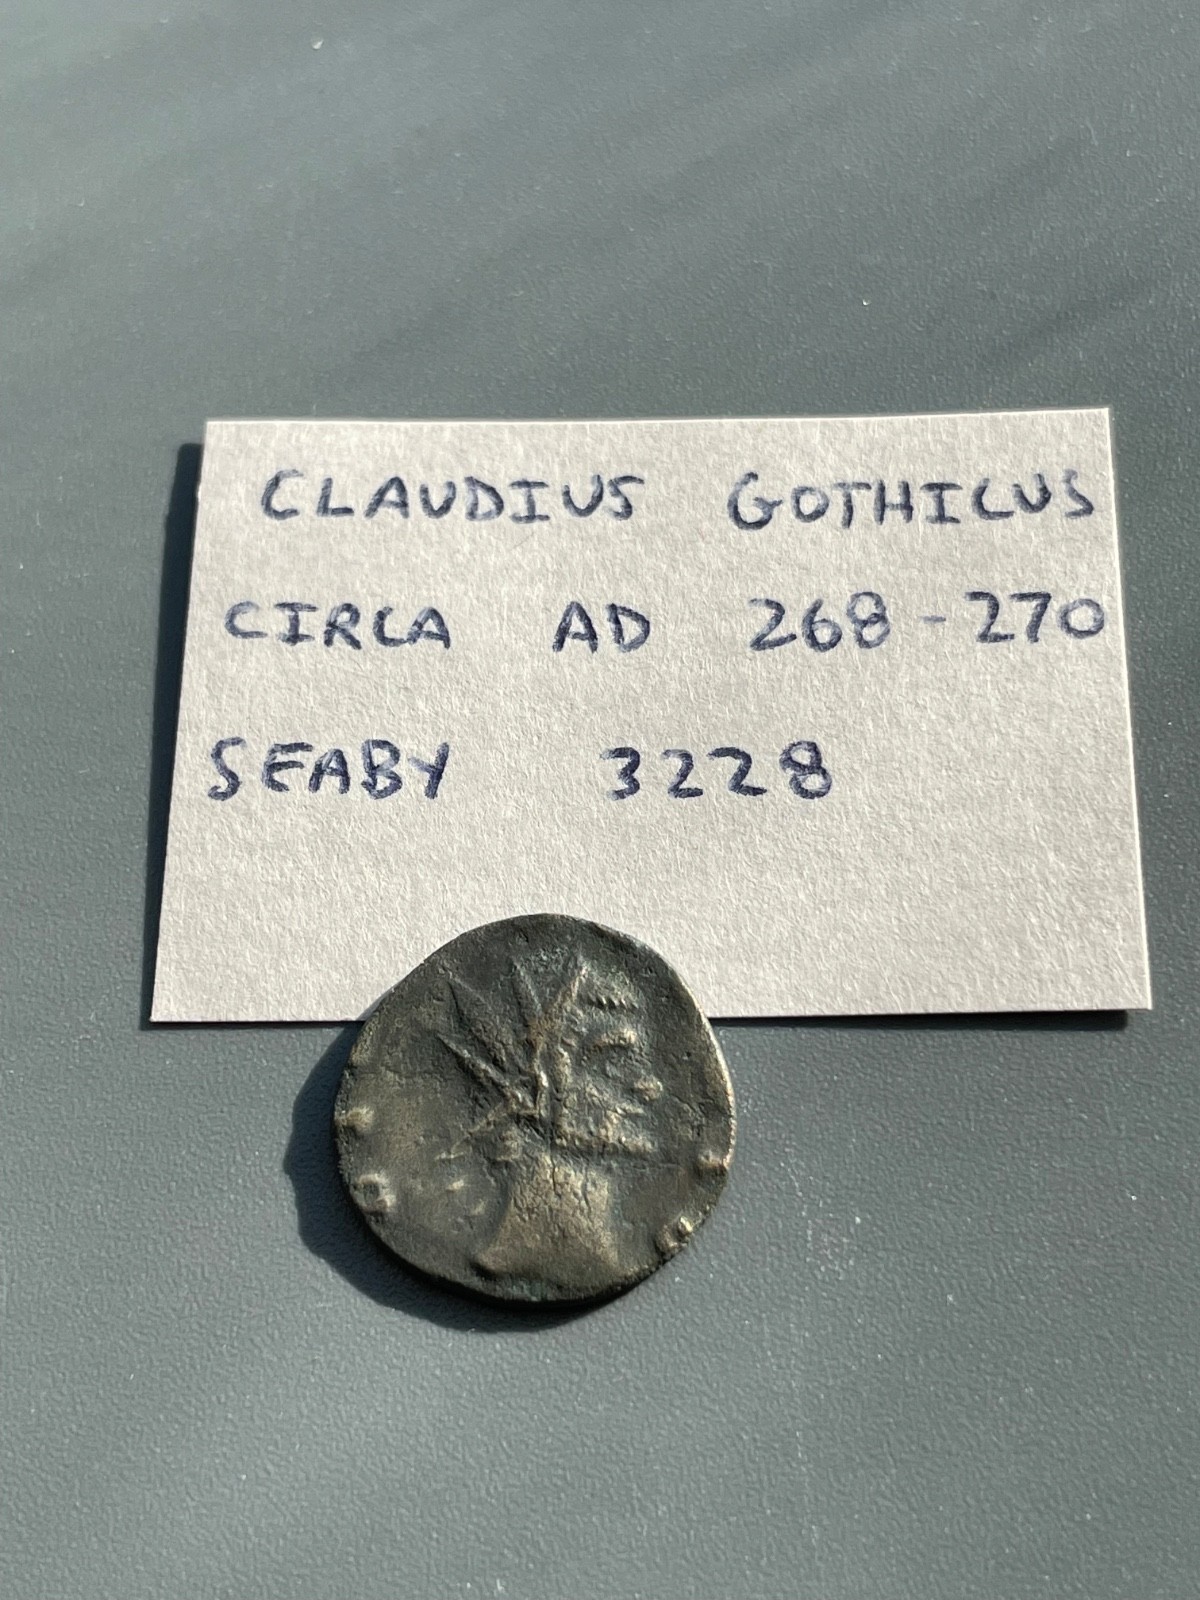 CLAUDIUS GOTHICUS
CIRCA AD 268-270
SEABY 3228